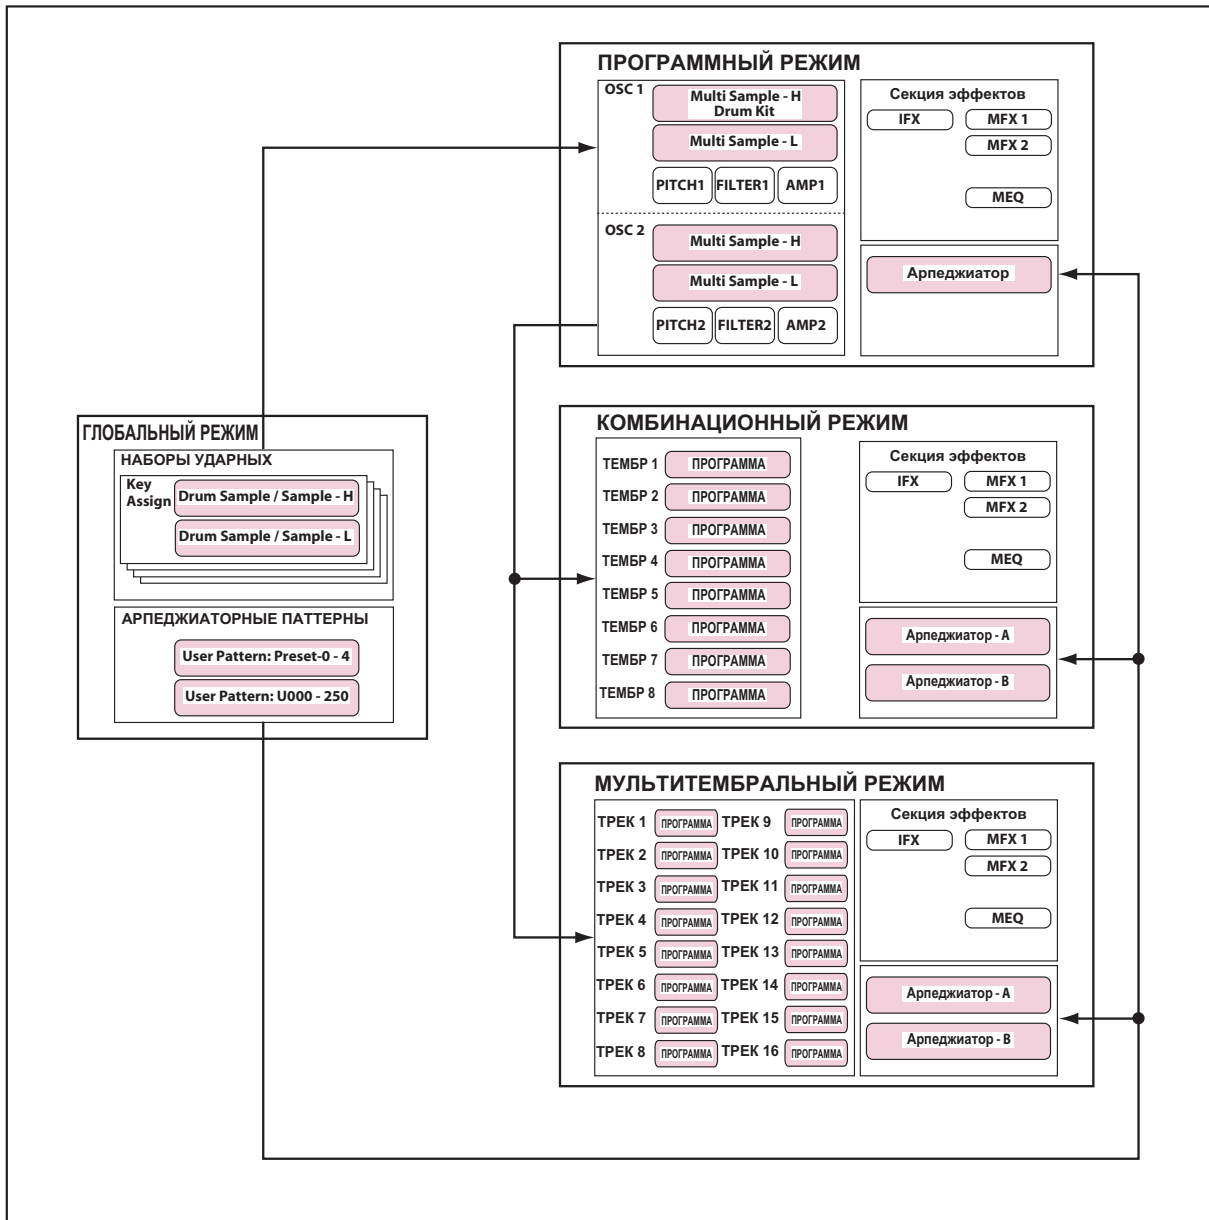 ПРОГРАММНЫЙ РЕЖИМ
OSC 1
Multi Sample - H
Drum Kit
Multi Sample - L
PITCH1 FILTER1 AMP1
OSC 2
Multi Sample - H
Multi Sample - L
PITCH2 FILTER2 AMP2
Секция эффектов
IFX MFX 1
MFX 2
MEQ
Арпеджиатор
ГЛОБАЛЬНЫЙ РЕЖИМ
НАБОРЫ УДАРНЫХ
Key
Assign
Drum Sample / Sample - H
Drum Sample / Sample - L
АРПЕДЖИАТОРНЫЕ ПАТТЕРНЫ
User Pattern: Preset-0 - 4
User Pattern: U000 - 250
КОМБИНАЦИОННЫЙ РЕЖИМ
ТЕМБР 1 ПРОГРАММА
ТЕМБР 2 ПРОГРАММА
ТЕМБР 3 ПРОГРАММА
ТЕМБР 4 ПРОГРАММА
ТЕМБР 5 ПРОГРАММА
ТЕМБР 6 ПРОГРАММА
ТЕМБР 7 ПРОГРАММА
ТЕМБР 8 ПРОГРАММА
Секция эффектов
IFX MFX 1
MFX 2
MEQ
Арпеджиатор - A
Арпеджиатор - B
МУЛЬТИТЕМБРАЛЬНЫЙ РЕЖИМ
ТРЕК 1 ПРОГРАММА ТРЕК 9 ПРОГРАММА
ТРЕК 2 ПРОГРАММА ТРЕК 10 ПРОГРАММА
ТРЕК 3 ПРОГРАММА ТРЕК 11 ПРОГРАММА
ТРЕК 4 ПРОГРАММА ТРЕК 12 ПРОГРАММА
ТРЕК 5 ПРОГРАММА ТРЕК 13 ПРОГРАММА
ТРЕК 6 ПРОГРАММА ТРЕК 14 ПРОГРАММА
ТРЕК 7 ПРОГРАММА ТРЕК 15 ПРОГРАММА
ТРЕК 8 ПРОГРАММА ТРЕК 16 ПРОГРАММА
Секция эффектов
IFX MFX 1
MFX 2
MEQ
Арпеджиатор - A
Арпеджиатор - B